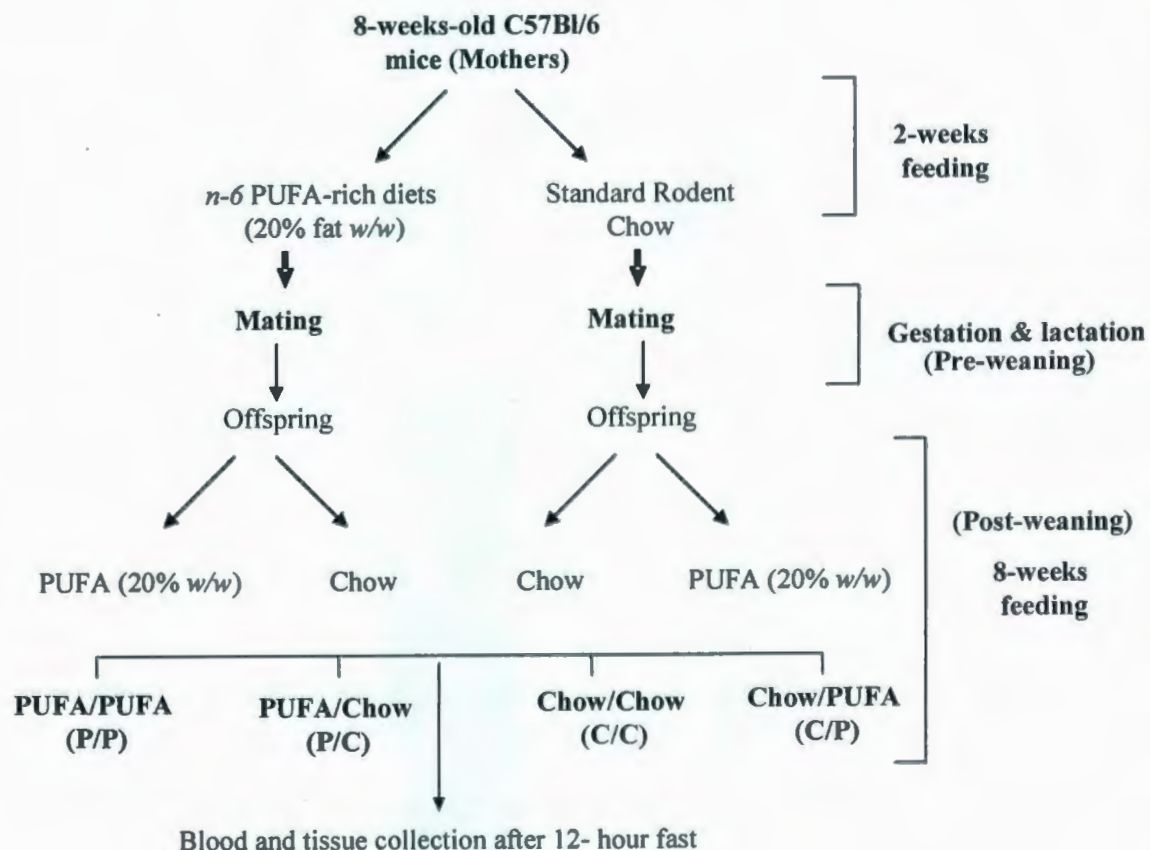 8-weeks-old C57Bl/6
mice (Mothers)
2-weeks
feeding
n-6 PUFA-rich diets
(20% fat w/w)
Standard Rodent
Chow
Mating
Mating
Gestation & lactation
(Pre-weaning)
Offspring
Offspring
(Post-weaning)
8-weeks
feeding
PUFA (20% w/w)
Chow
Chow
PUFA (20% w/w)
PUFA/PUFA
(P/P)
PUFA/Chow
(P/C)
Chow/Chow
(C/C)
Chow/PUFA
(C/P)
Blood and tissue collection after 12- hour fast